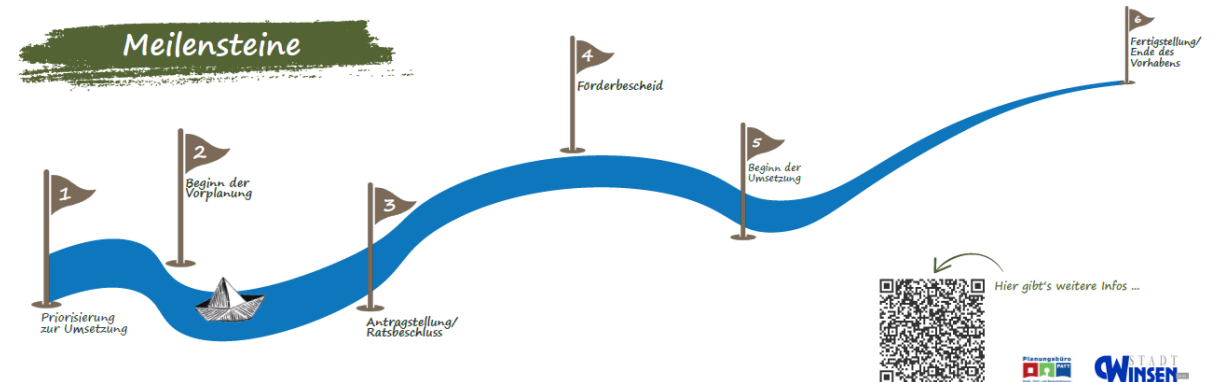 Meilensteine
1
Priorisierung
zur Umsetzung
2
Beginn der
Vorplanung
3
Antragstellung/
Ratsbeschluss
4
Förderbescheid
5
Beginn der
Umsetzung
6
Fertigstellung/
Ende des
Vorhabens
Hier gibt's weitere Infos ...
Planungsbüro
PATT
STADT
WINSEN